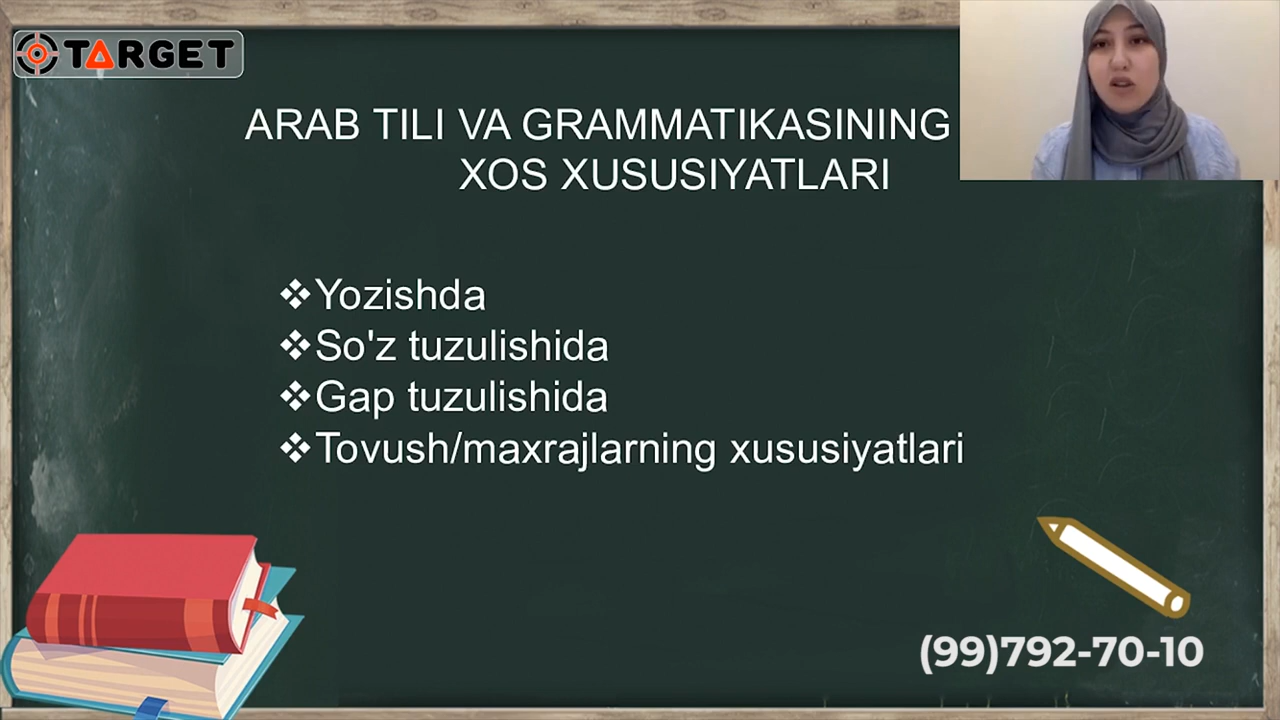 TARGET
ARAB TILI VA GRAMMATIKASINING
XOS XUSUSIYATLARI
❖Yozishda
❖So'z tuzulishida
❖Gap tuzulishida
❖Tovush/maxrajlarning xususiyatlari
(99)792-70-10